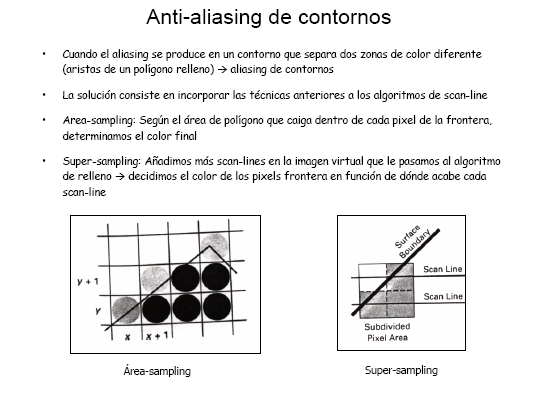 Anti-aliasing de contornos
• Cuando el aliasing se produce en un contorno que separa dos zonas de color diferente
(aristas de un polígono relleno) → aliasing de contornos
• La solución consiste en incorporar las técnicas anteriores a los algoritmos de scan-line
• Area-sampling: Según el área de polígono que caiga dentro de cada pixel de la frontera,
determinamos el color final
• Super-sampling: Añadimos más scan-lines en la imagen virtual que le pasamos al algoritmo
de relleno → decidimos el color de los pixels frontera en función de dónde acabe cada
scan-line
y + 1
y
x
x + 1
Área-sampling
Surface
Boundary
Scan Line
Scan Line
Subdivided
Pixel Area
Super-sampling